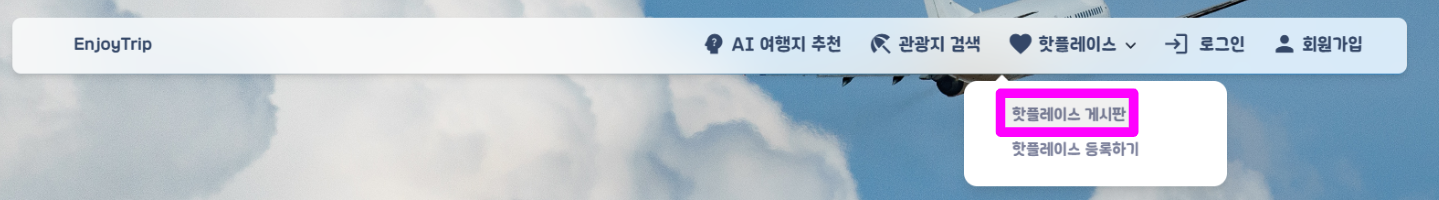 EnjoyTrip
AI 여행지 추천
관광지 검색
핫플레이스
로그인
회원가입
핫플레이스 게시판
핫플레이스 등록하기